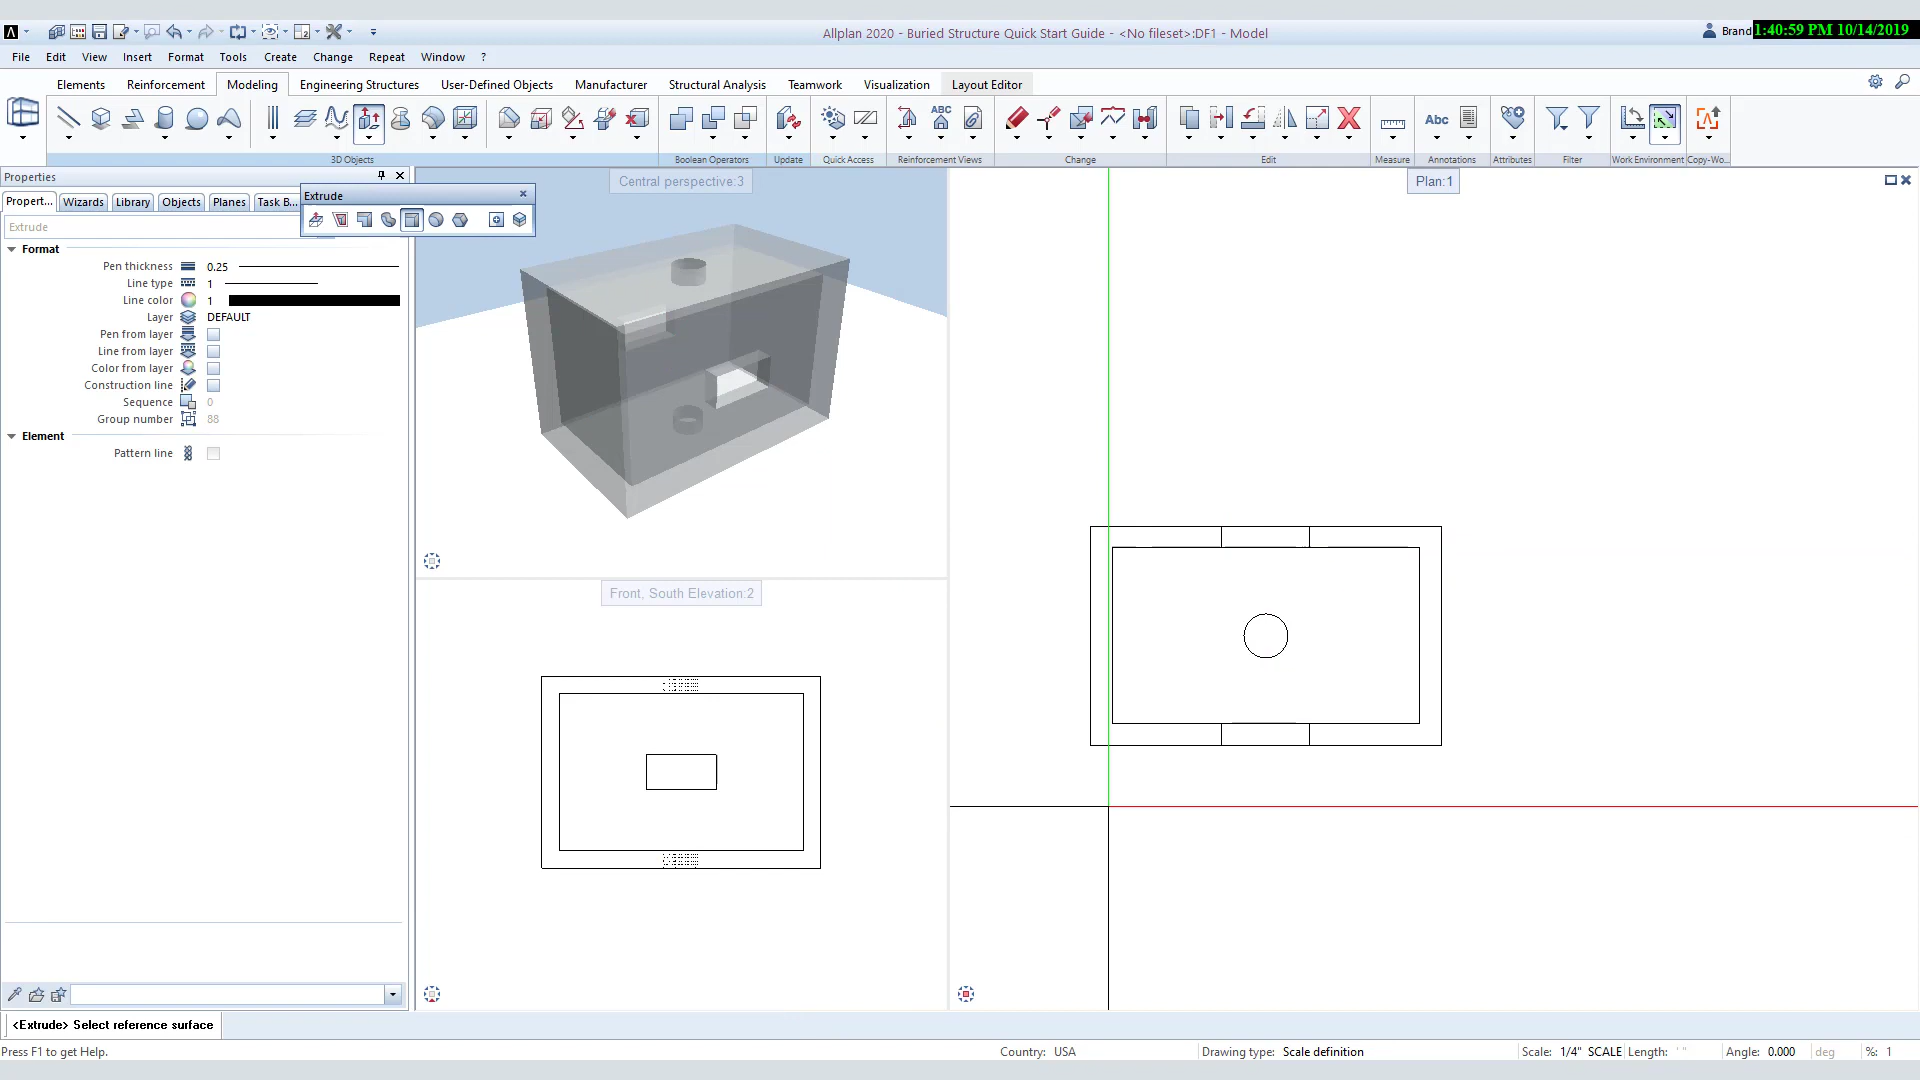 Allplan 2020 - Buried Structure Quick Start Guide - <No fileset>:DF1 - Model
Brand
1:40:59 PM 10/14/2019
File Edit View Insert Format Tools Create Change Repeat Window ?
Elements Reinforcement Modeling Engineering Structures User-Defined Objects Manufacturer Structural Analysis Teamwork Visualization Layout Editor
ABC
Abc
3D Objects Boolean Operators Update Quick Access Reinforcement Views Change Edit Measure Annotations Attributes Filter Work Environment Copy-Wo...
Properties
Propert... Wizards Library Objects Planes Task B...
Extrude
Extrude
Format
Pen thickness 0.25
Line type 1
Line color 1
Layer DEFAULT
Pen from layer
Line from layer
Color from layer
Construction line
Sequence 0
Group number 88
Element
Pattern line
Central perspective:3
Front, South Elevation:2
Plan:1
<Extrude> Select reference surface
Press F1 to get Help.
Country: USA
Drawing type: Scale definition
Scale: 1/4" SCALE
Length: ' "
Angle: 0.000 deg
%: 1